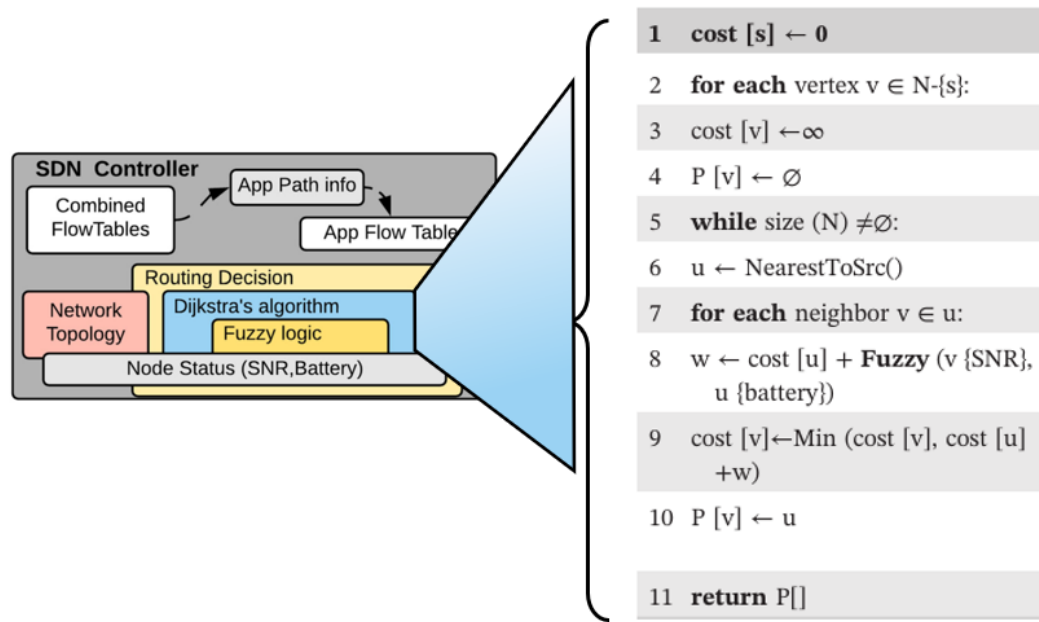 SDN Controller
App Path info
Combined
FlowTables
App Flow Table
Routing Decision
Network
Topology
Dijkstra's algorithm
Fuzzy logic
Node Status (SNR,Battery)
1 cost [s] ← 0
2 for each vertex v ∈ N-{s}:
3 cost [v] ←∞
4 P [v] ← ∅
5 while size (N) ≠∅:
6 u ← NearestToSrc()
7 for each neighbor v ∈ u:
8 w ← cost [u] + Fuzzy (v {SNR},
u {battery})
9 cost [v]←Min (cost [v], cost [u]
+w)
10 P [v] ← u
11 return P[]